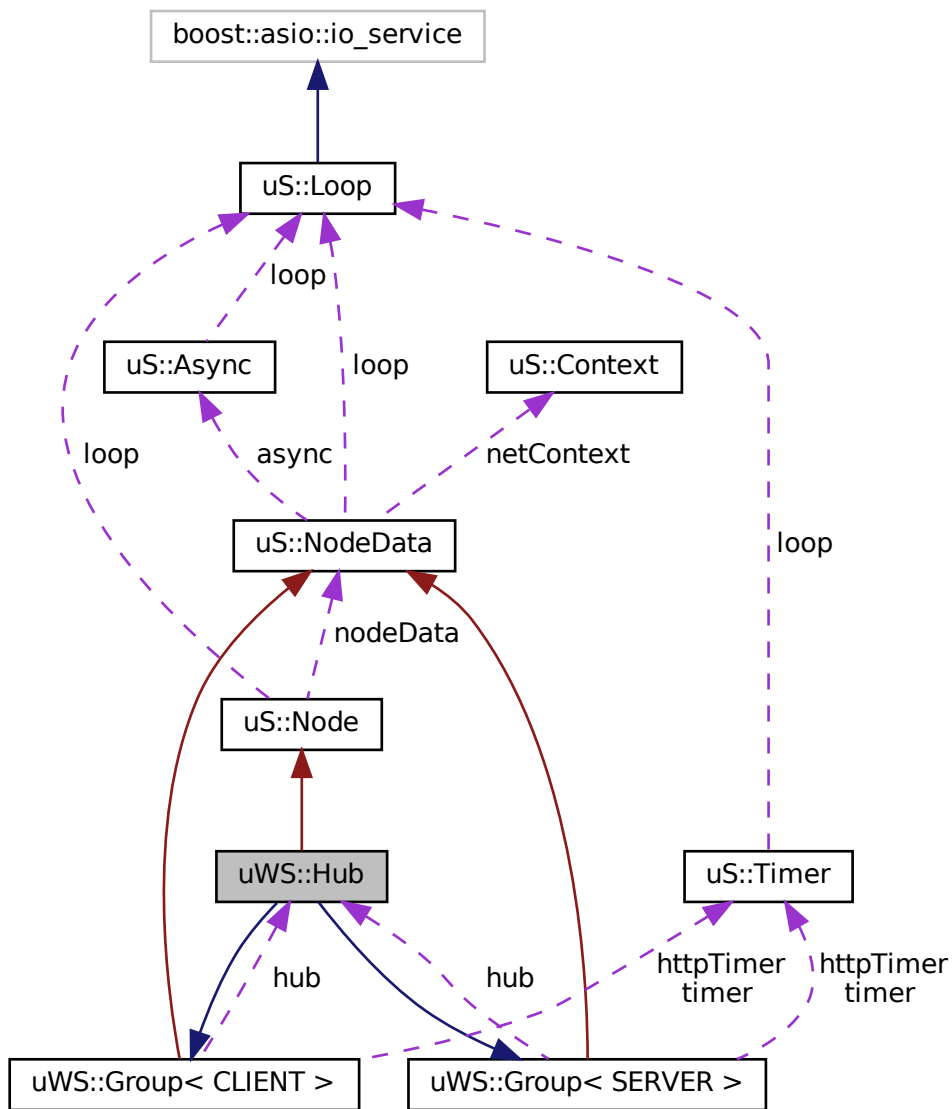 boost::asio::io_service
uS::Loop
loop
uS::Async
loop
uS::Context
loop
async
netContext
uS::NodeData
loop
nodeData
uS::Node
uWS::Hub
uS::Timer
hub
hub
httpTimer
timer
httpTimer
timer
uWS::Group< CLIENT >
uWS::Group< SERVER >